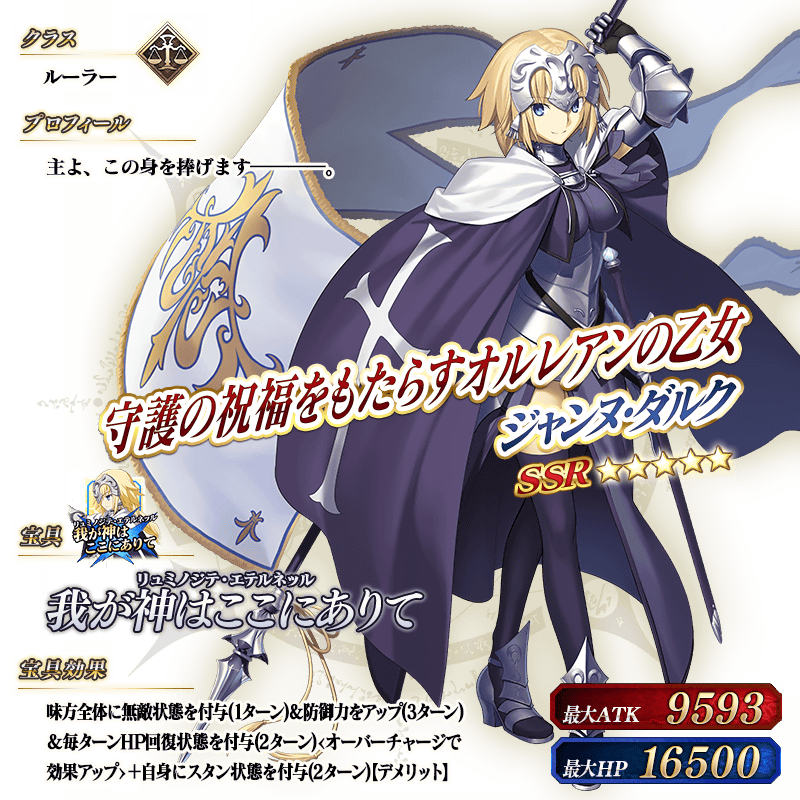 クラス
ルーラー
プロフィール
主よ、この身を捧げます―――。
守護の祝福をもたらすオルレアンの乙女
ジャンヌ・ダルク
SSR ★★★★★
宝具
リュミノジテ・エテルネッル
我が神は
ここにありて
リュミノジテ・エテルネッル
我が神はここにありて
宝具効果
味方全体に無敵状態を付与(1ターン)&防御力をアップ(3ターン)
&毎ターンHP回復状態を付与(2ターン)<オーバーチャージで
効果アップ>+自身にスタン状態を付与(2ターン)【デメリット】
最大ATK 9593
最大HP 16500